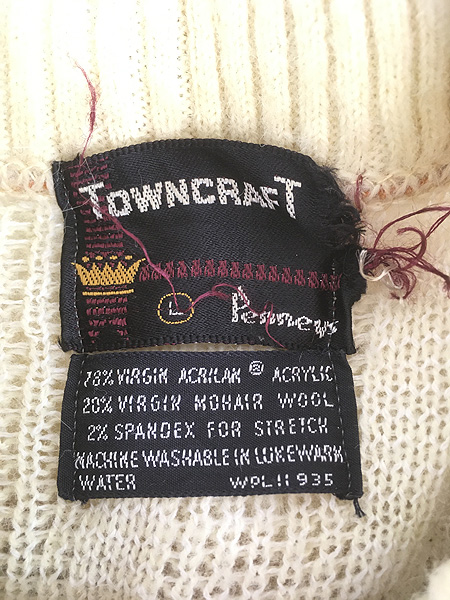 TOWNCRAFT
L
Penneys
78% VIRGIN ACRILAN ® ACRYLIC
20% VIRGIN MOHAIR WOOL
2% SPANDEX FOR STRETCH
MACHINE WASHABLE IN LUKEWARM
WATER WPL 11935